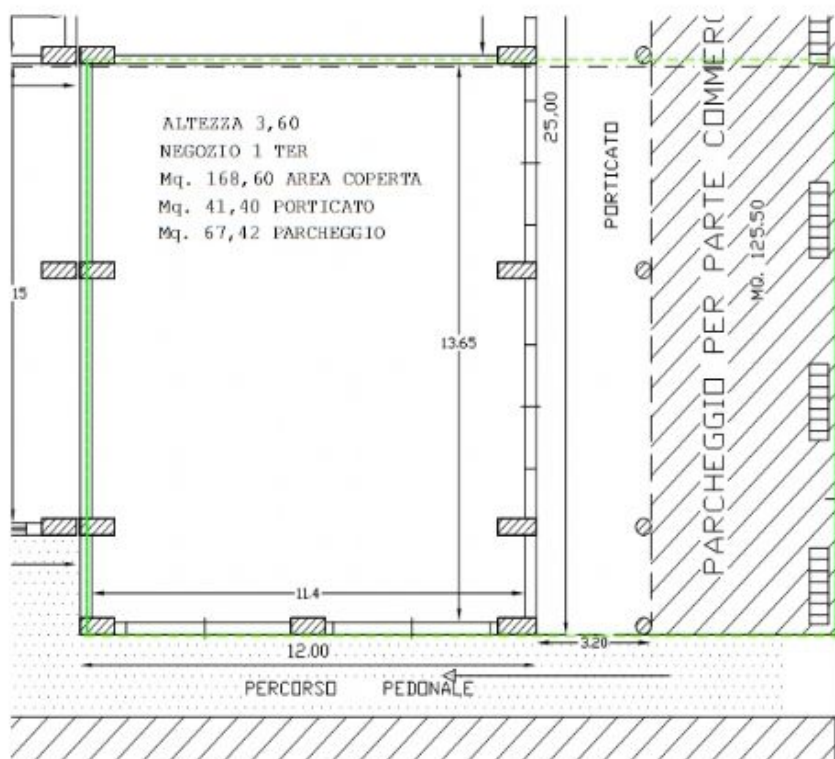 ALTEZZA 3,60
NEGOZIO 1 TER
Mq. 168,60 AREA COPERTA
Mq. 41,40 PORTICATO
Mq. 67,42 PARCHEGGIO
25,00
PORTICATO
PARCHEGGIO PER PARTE
MQ. 125.50
15
13.65
11.4
12.00
3.20
PERCORSO PEDONALE